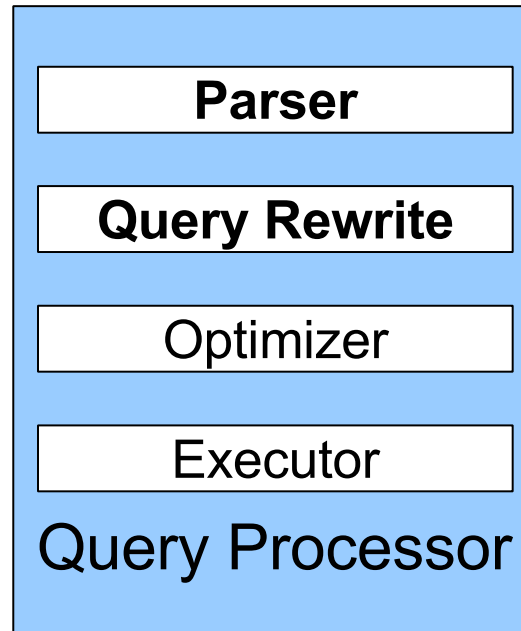 Parser
Query Rewrite
Optimizer
Executor
Query Processor